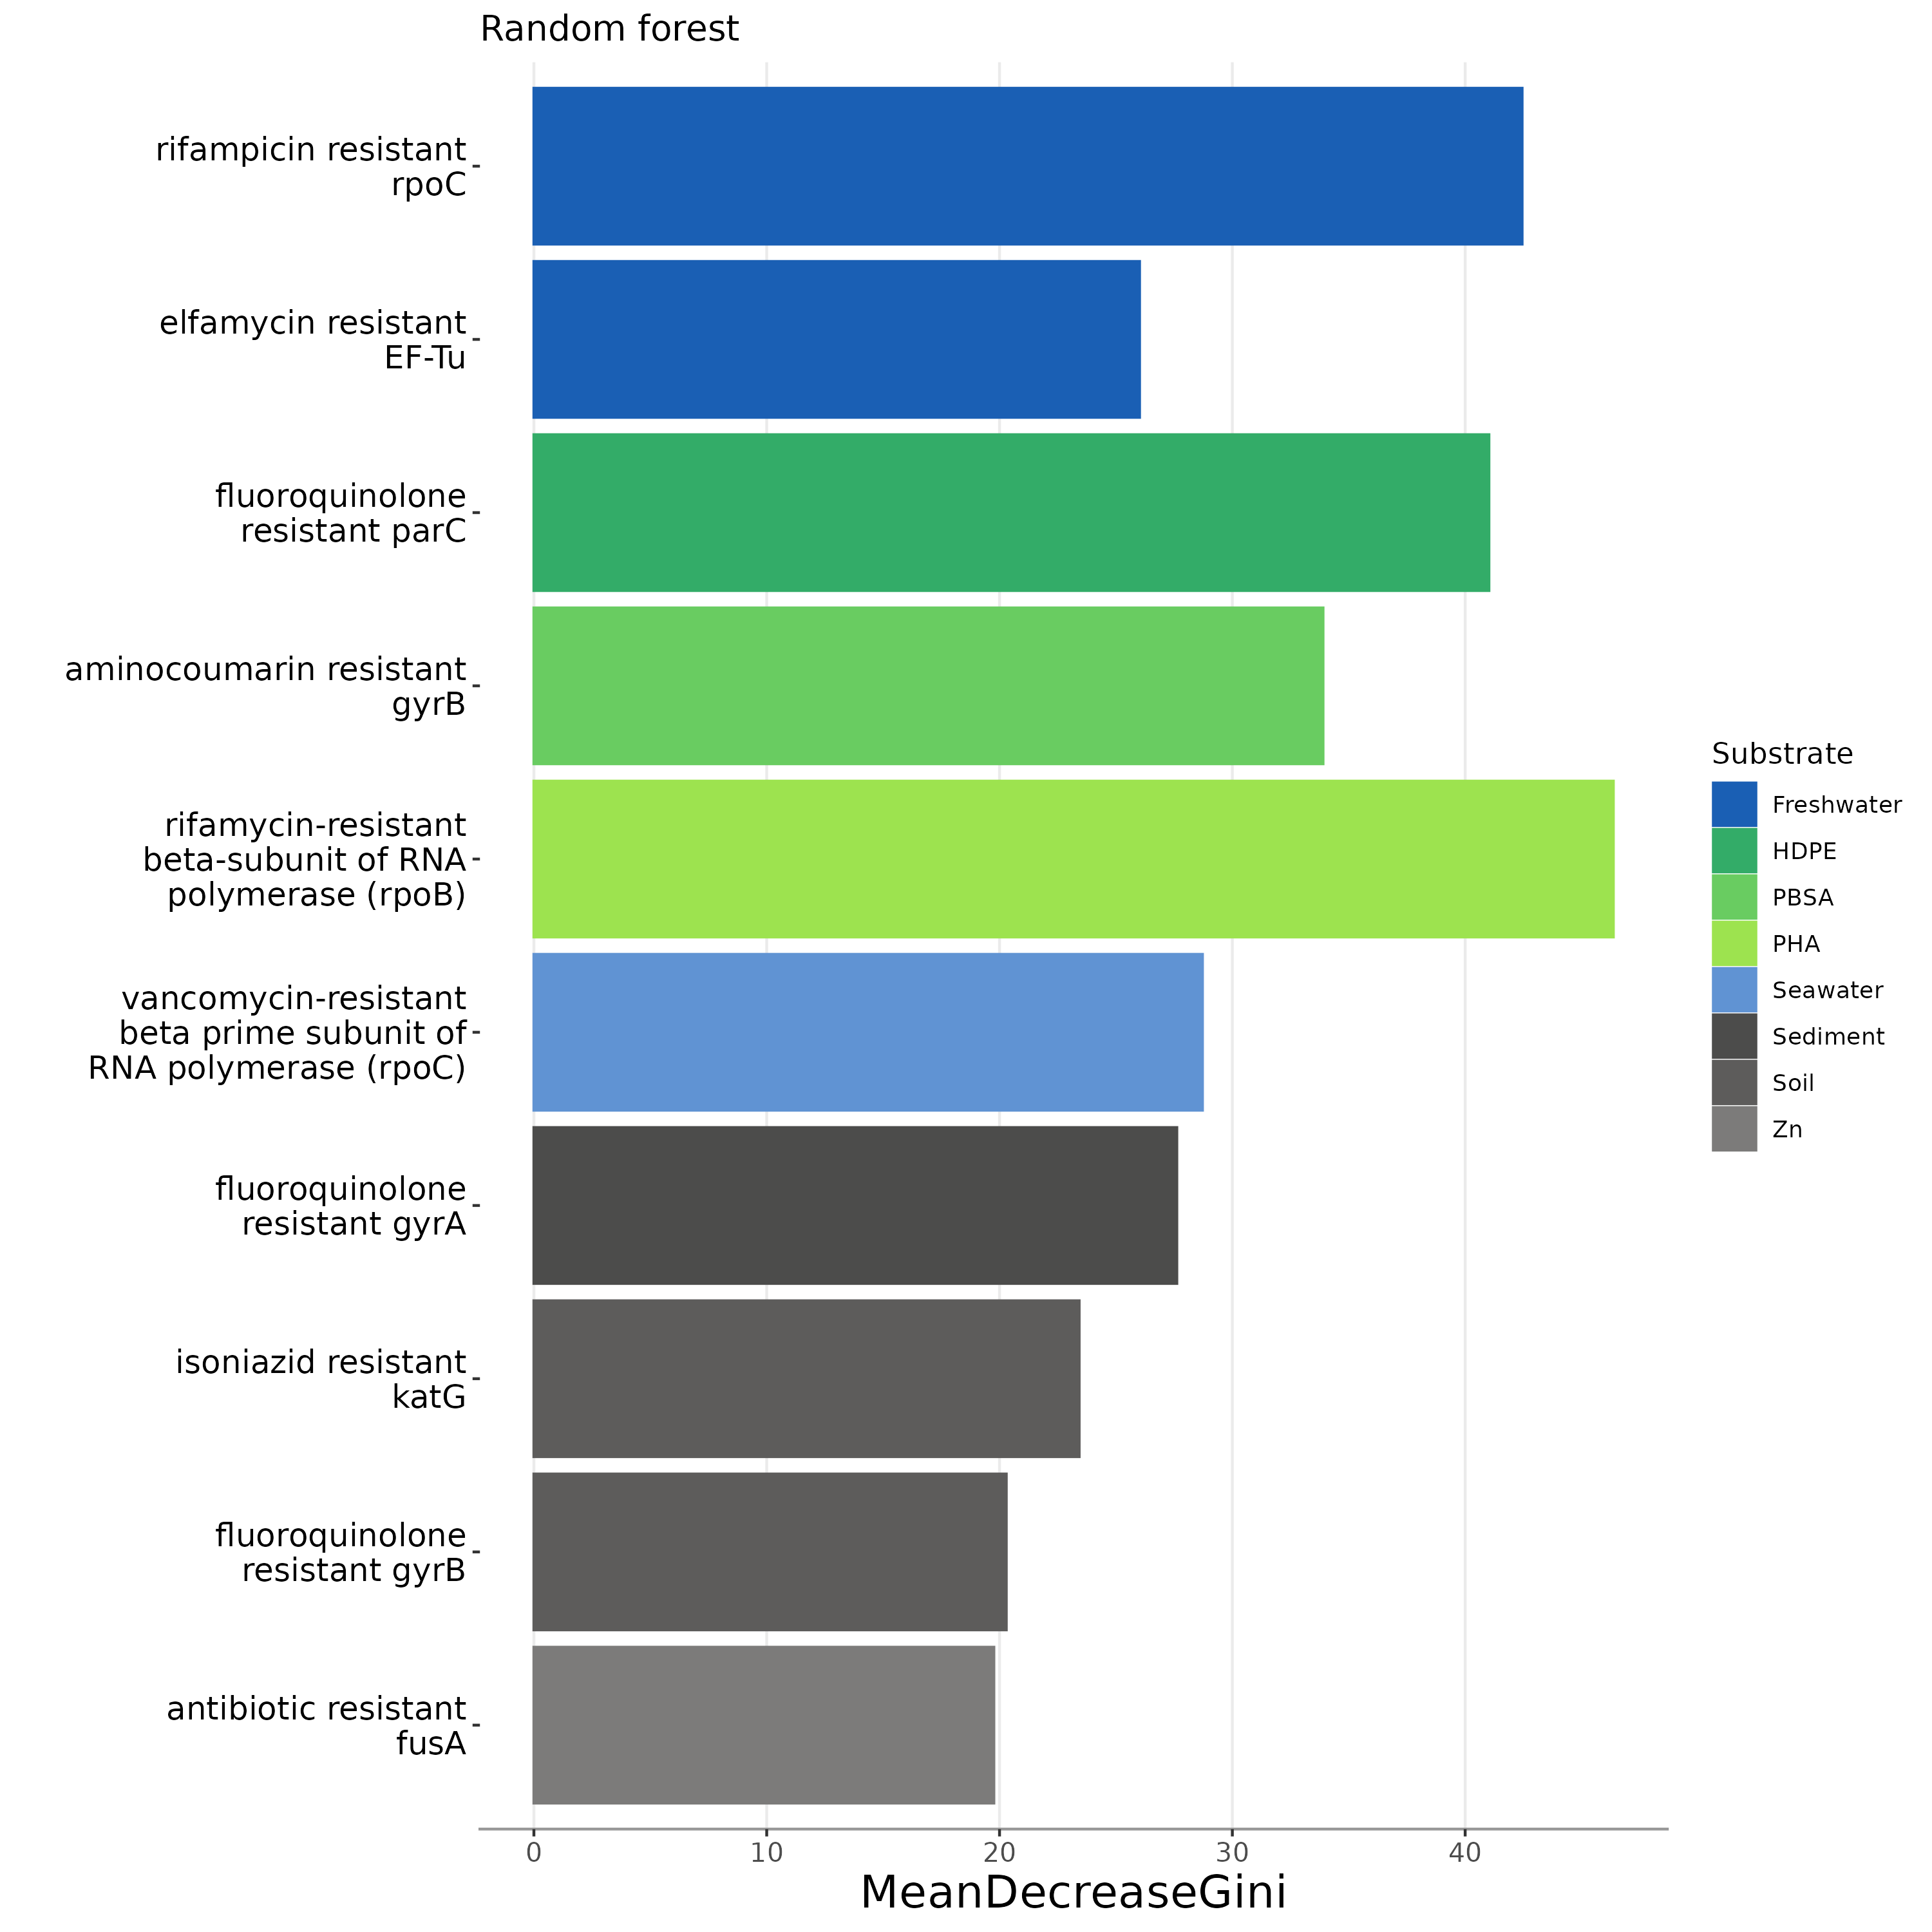 Random forest
rifampicin resistant
rpoC
elfamycin resistant
EF-Tu
fluoroquinolone
resistant parC
aminocoumarin resistant
gyrB
rifamycin-resistant
beta-subunit of RNA
polymerase (rpoB)
vancomycin-resistant
beta prime subunit of
RNA polymerase (rpoC)
fluoroquinolone
resistant gyrA
isoniazid resistant
katG
fluoroquinolone
resistant gyrB
antibiotic resistant
fusA
0 10 20 30 40
MeanDecreaseGini
Substrate
Freshwater
HDPE
PBSA
PHA
Seawater
Sediment
Soil
Zn